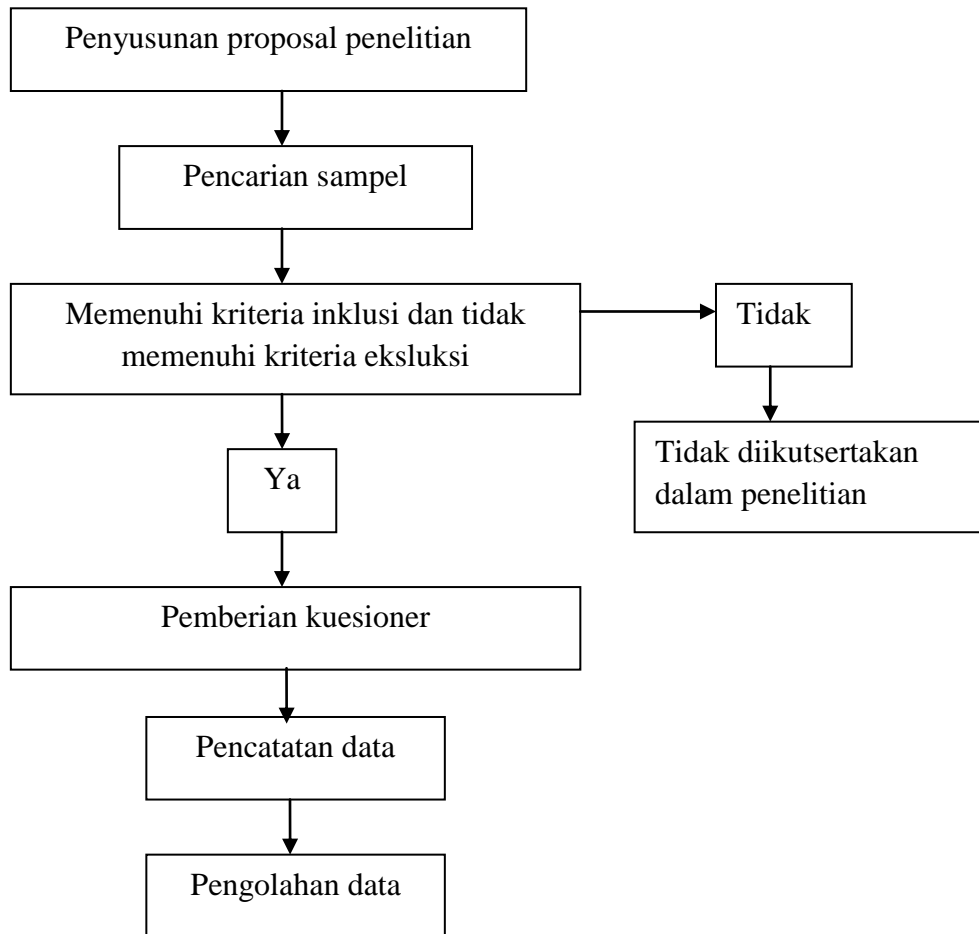 Penyusunan proposal penelitian
Pencarian sampel
Memenuhi kriteria inklusi dan tidak
memenuhi kriteria eksluksi
Tidak
Tidak diikutsertakan
dalam penelitian
Ya
Pemberian kuesioner
Pencatatan data
Pengolahan data